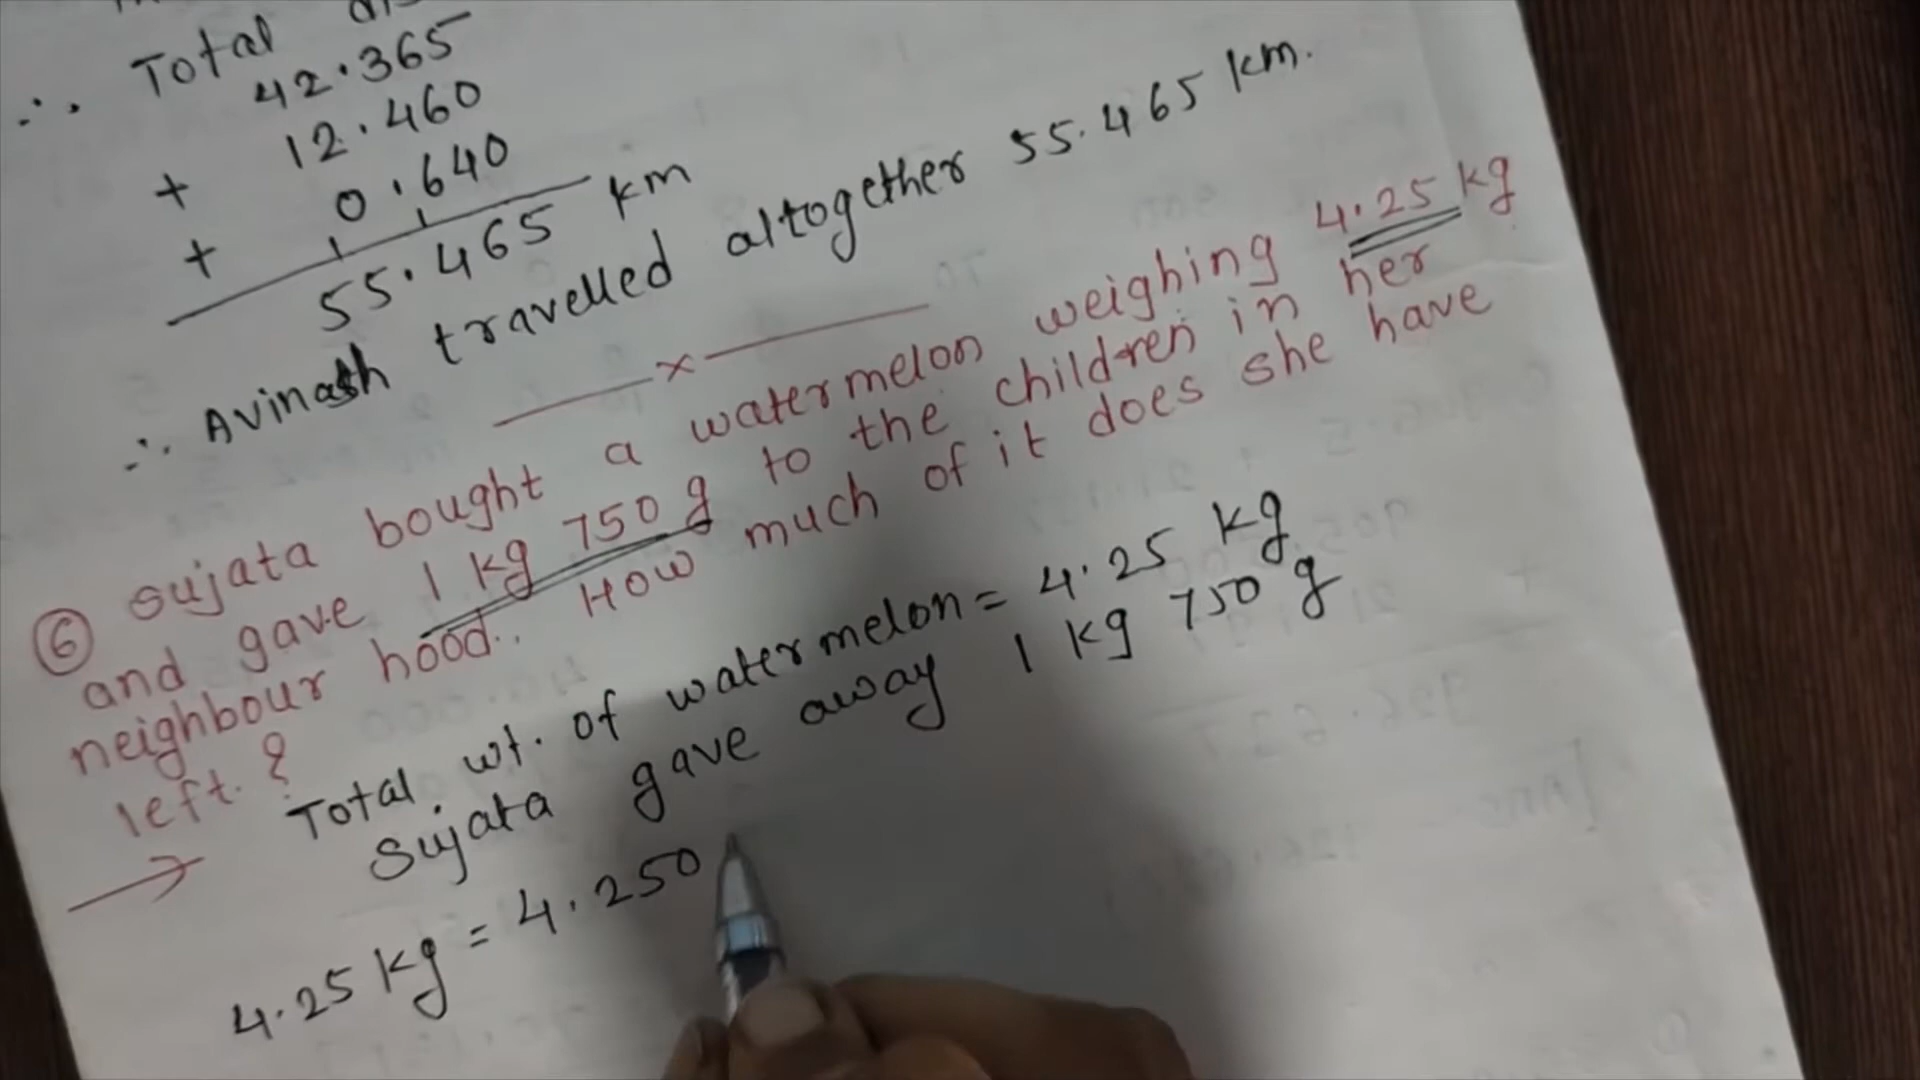 ∴ Total
42.365
+ 12.460
+ 0.640
1 1
55.465 km
∴ Avinash travelled altogether 55.465 km.
x
⑥ sujata bought a watermelon weighing 4.25 kg
and gave 1 kg 750 g to the children in her
neighbour hood. How much of it does she have
left. ?
→ Total. wt. of watermelon = 4.25 kg
Sujata gave away 1 kg 750 g
4.25 kg = 4.250